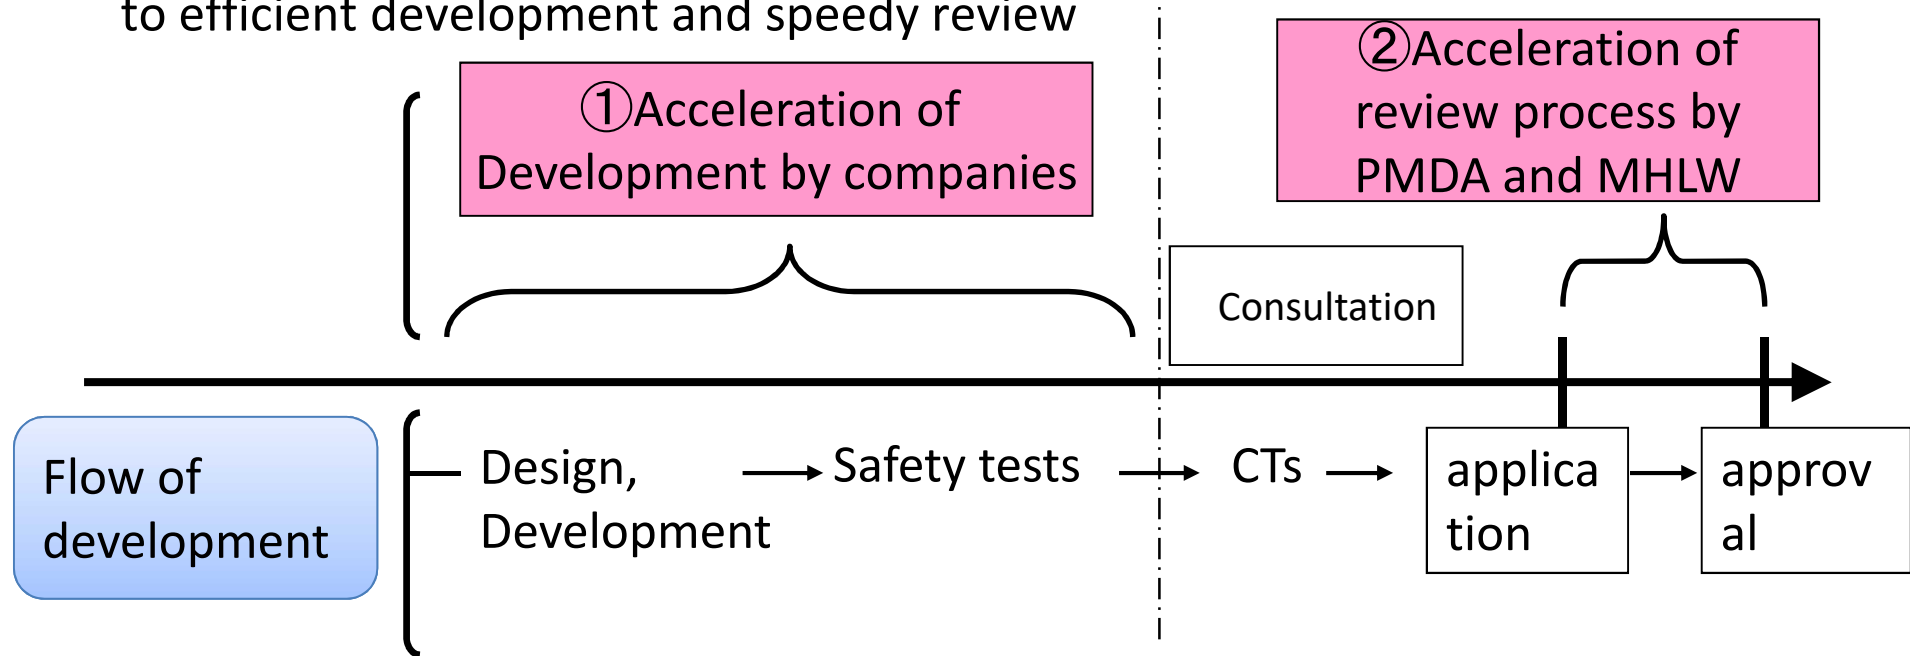 to efficient development and speedy review
①Acceleration of
Development by companies
②Acceleration of
review process by
PMDA and MHLW
Consultation
Flow of
development
Design,
Development
Safety tests
CTs
applica
tion
approv
al